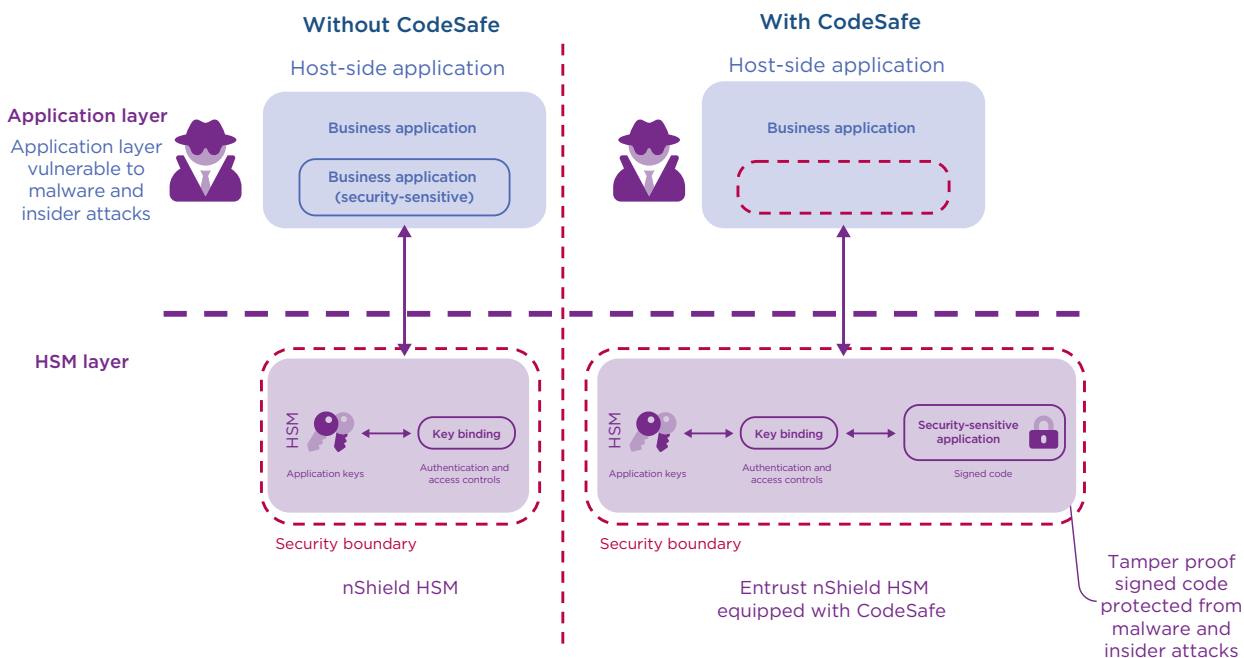 Without CodeSafe
With CodeSafe
Host-side application
Host-side application
Application layer
Application layer
vulnerable to
malware and
insider attacks
Business application
Business application
(security-sensitive)
Business application
HSM layer
HSM
Application keys
Key binding
Authentication and
access controls
Security boundary
nShield HSM
HSM
Application keys
Key binding
Authentication and
access controls
Security-sensitive
application
Signed code
Security boundary
Entrust nShield HSM
equipped with CodeSafe
Tamper proof
signed code
protected from
malware and
insider attacks